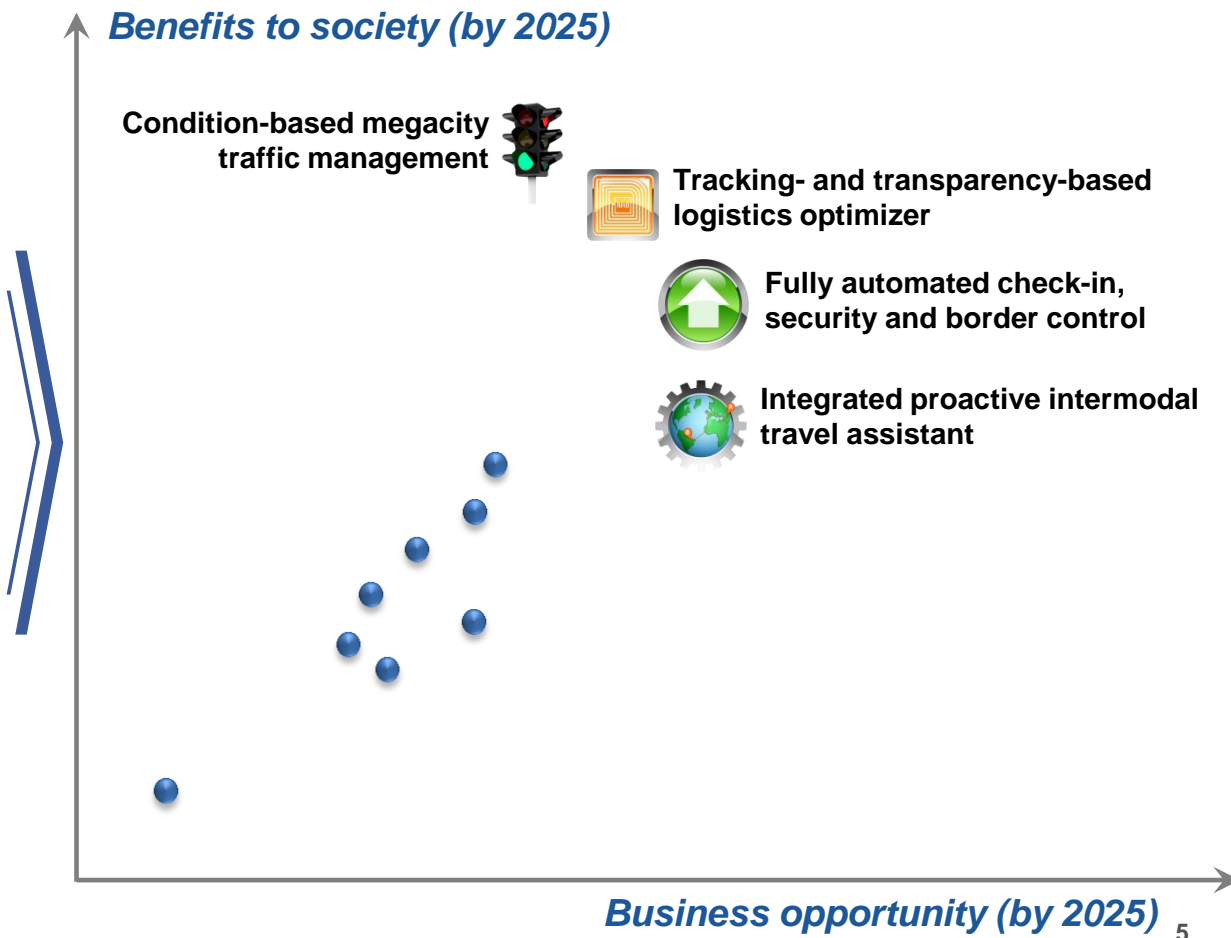 Benefits to society (by 2025)
Condition-based megacity
traffic management
Tracking- and transparency-based
logistics optimizer
Fully automated check-in,
security and border control
Integrated proactive intermodal
travel assistant
Business opportunity (by 2025)
5